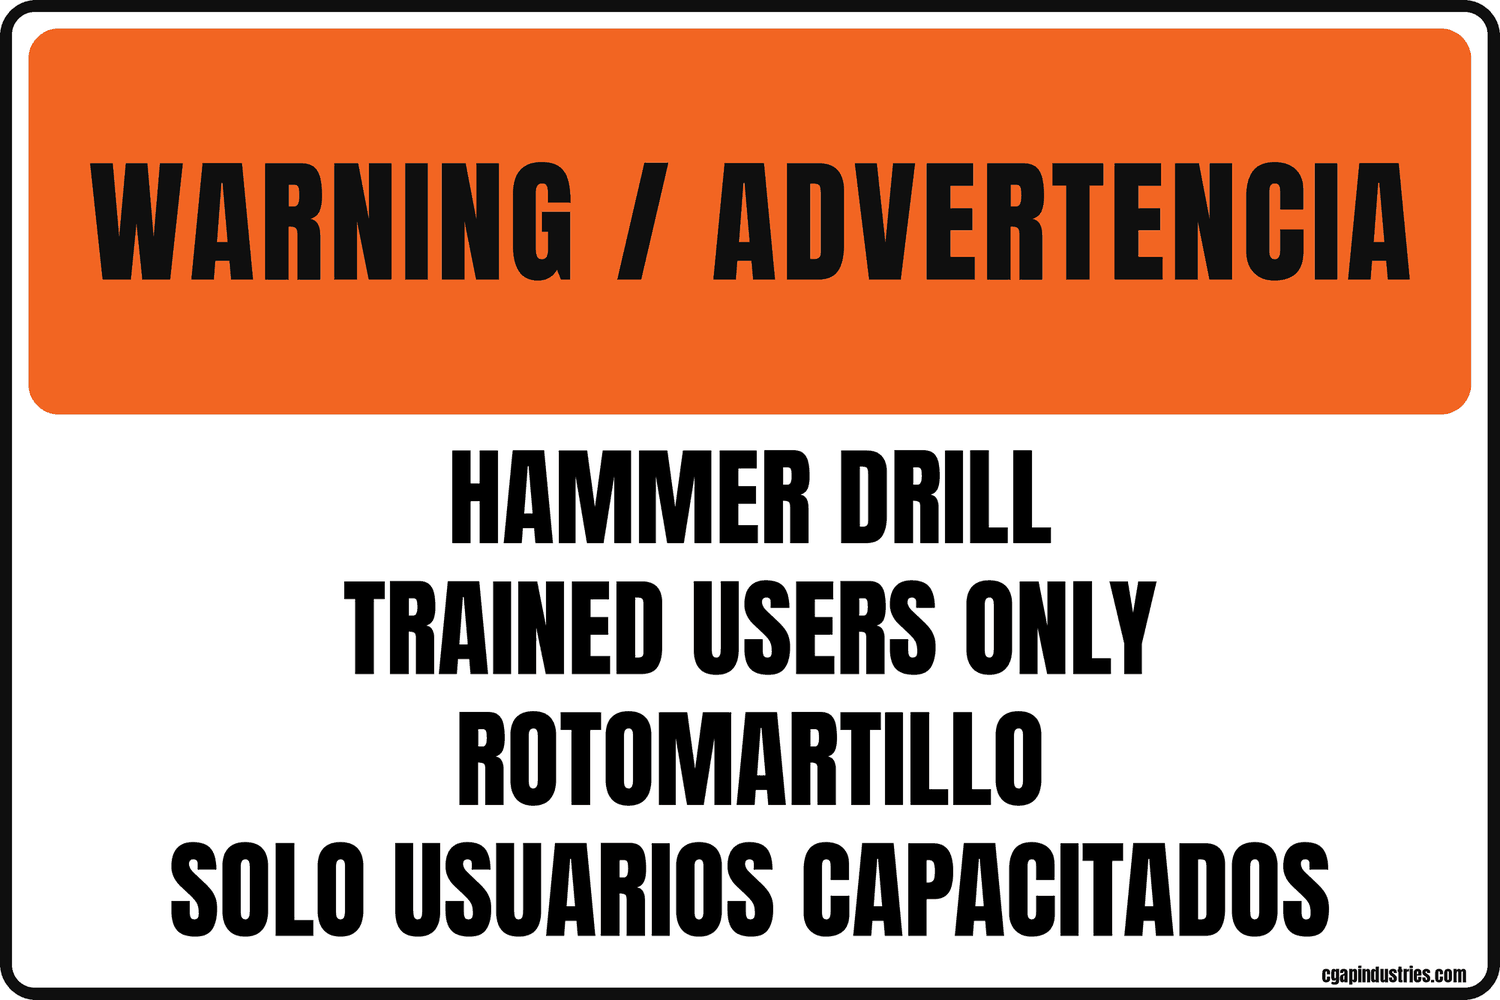 WARNING / ADVERTENCIA
HAMMER DRILL
TRAINED USERS ONLY
ROTOMARTILLO
SOLO USUARIOS CAPACITADOS
cgapindustries.com